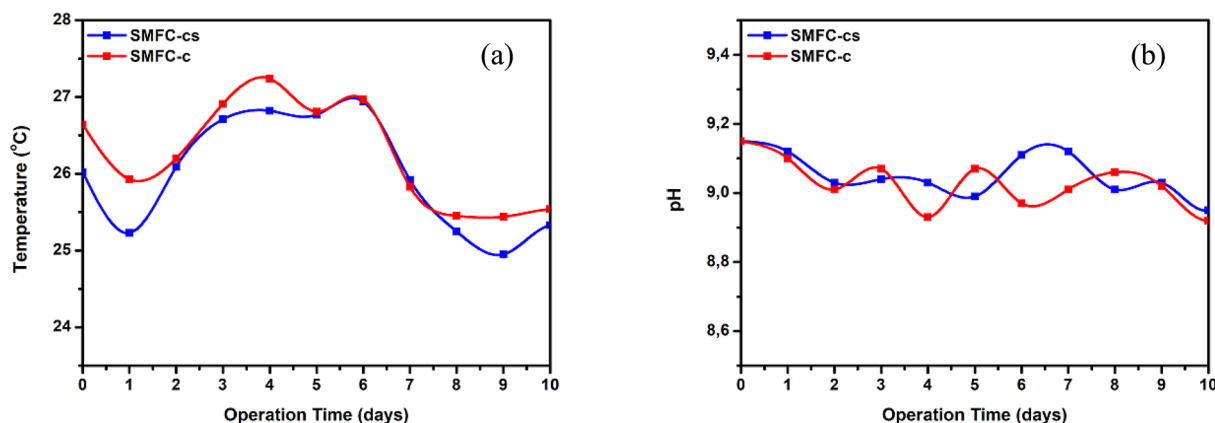 28
27
26
25
24
Temperature (°C)
SMFC-cs
SMFC-c
(a)
0 1 2 3 4 5 6 7 8 9 10
Operation Time (days)
9,4
9,2
9,0
8,8
8,6
pH
SMFC-cs
SMFC-c
(b)
0 1 2 3 4 5 6 7 8 9 10
Operation Time (days)